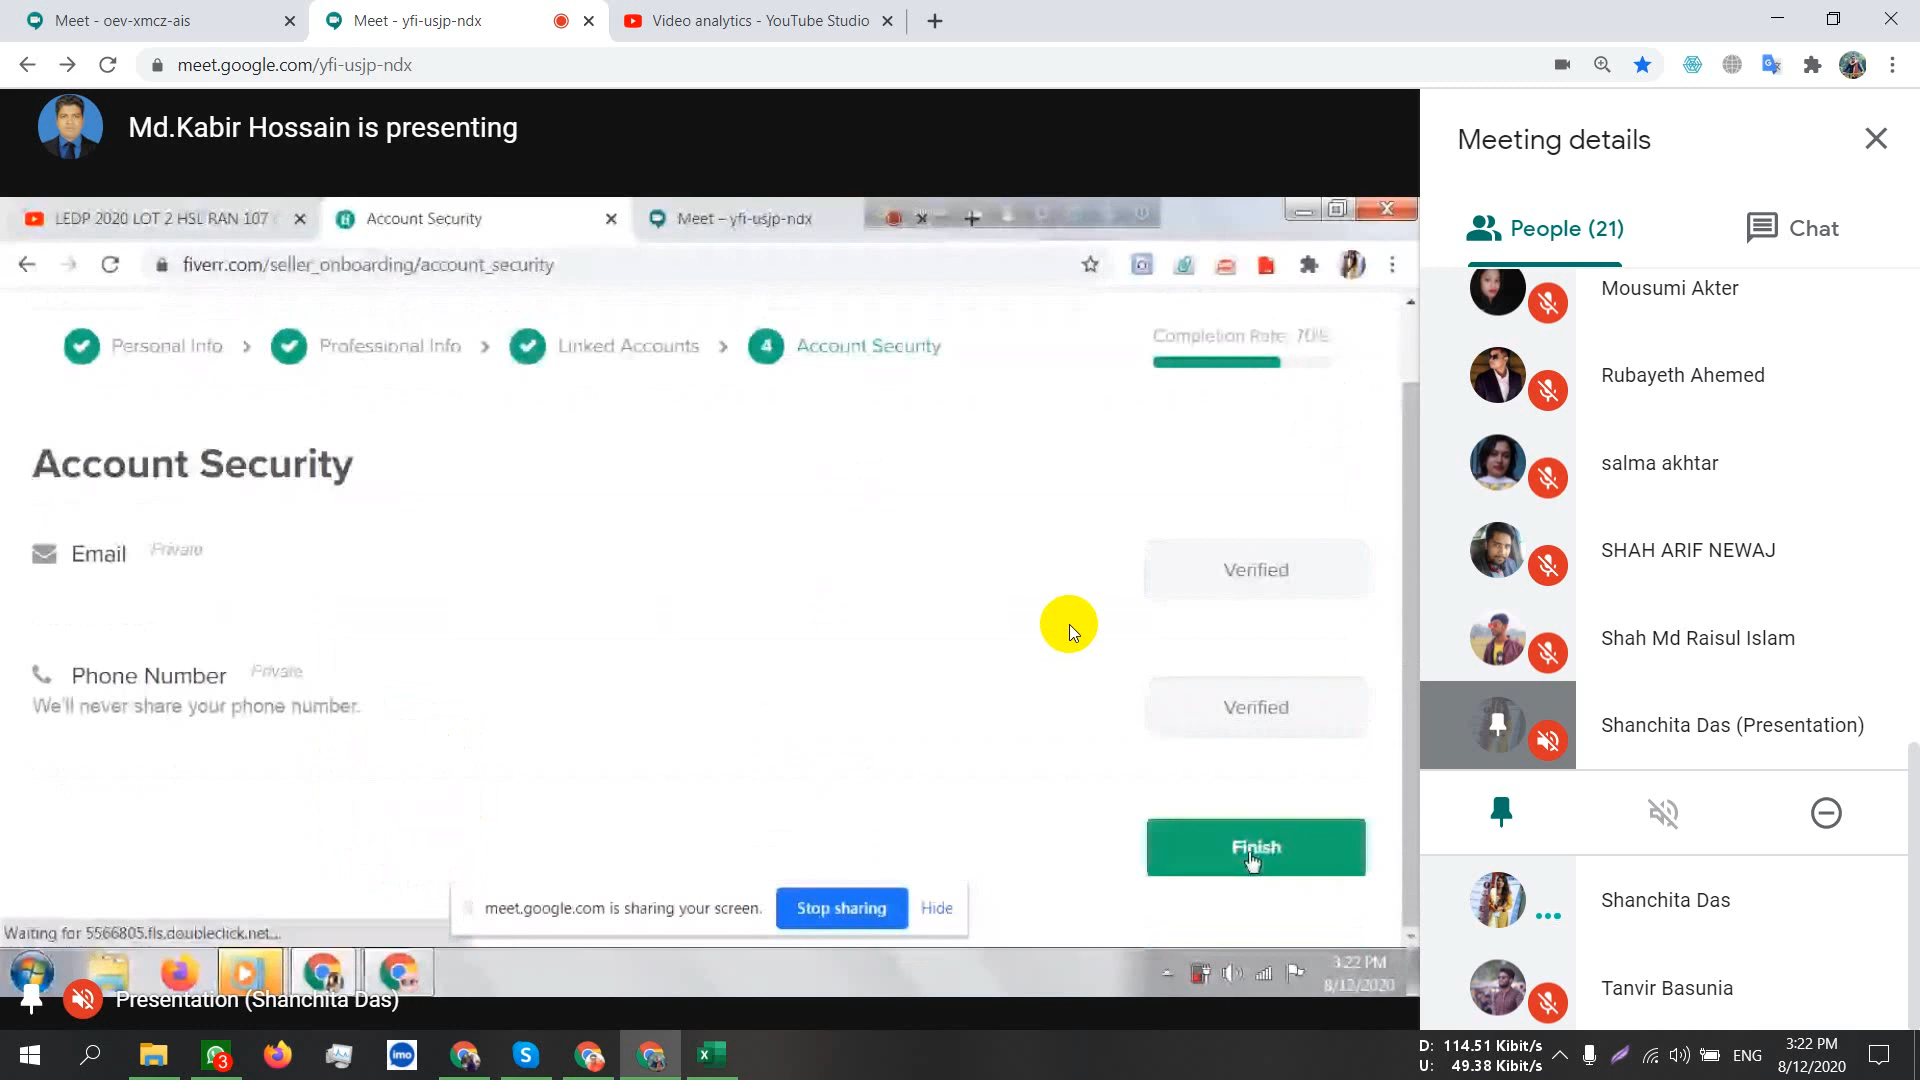 Meet - oev-xmcz-ais
Meet - yfi-usjp-ndx
Video analytics - YouTube Studio
meet.google.com/yfi-usjp-ndx
Md.Kabir Hossain is presenting
LEDP 2020 LOT 2 HSL RAN 107
Account Security
Meet – yfi-usjp-ndx
fiverr.com/seller_onboarding/account_security
Personal Info
Professional Info
Linked Accounts
4
Account Security
Completion Rate: 70%
Account Security
Email Private
Verified
Phone Number Private
We'll never share your phone number.
Verified
Finish
meet.google.com is sharing your screen.
Stop sharing
Hide
Waiting for 5566805.fls.doubleclick.net...
3:22 PM
8/12/2020
Presentation (Shanchita Das)
Meeting details
People (21)
Chat
Mousumi Akter
Rubayeth Ahemed
salma akhtar
SHAH ARIF NEWAJ
Shah Md Raisul Islam
Shanchita Das (Presentation)
Shanchita Das
Tanvir Basunia
3
imo
D: 114.51 Kibit/s
U: 49.38 Kibit/s
ENG
3:22 PM
8/12/2020